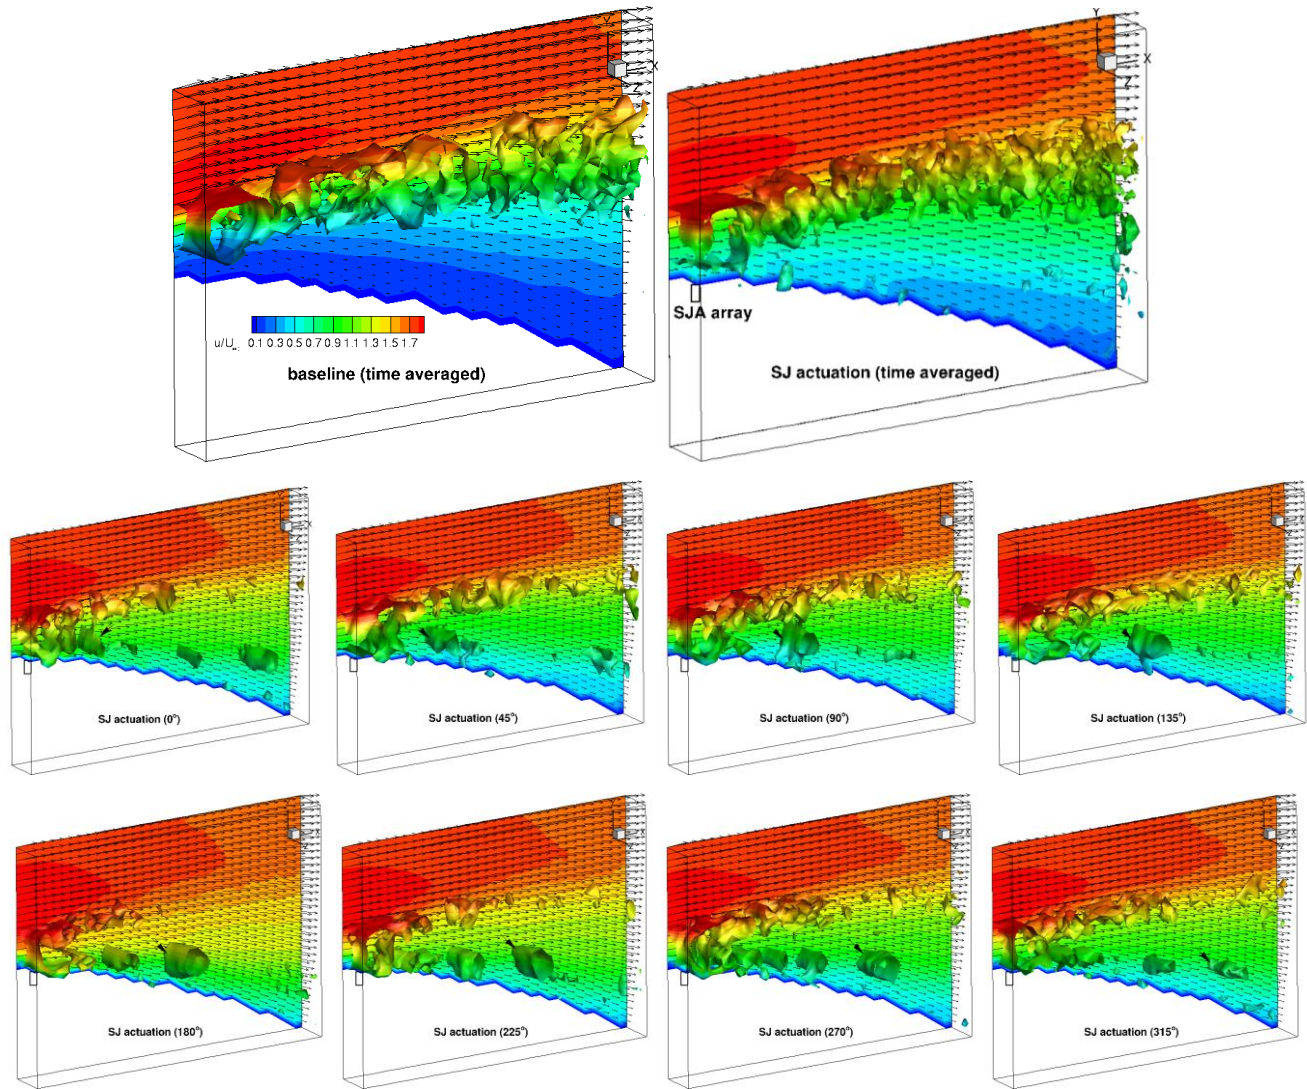 Y
X
Z
u/U∞:
0.1 0.3 0.5 0.7 0.9 1.1 1.3 1.5 1.7
baseline (time averaged)
Y
X
Z
SJA array
SJ actuation (time averaged)
SJ actuation (0°)
SJ actuation (45°)
SJ actuation (90°)
SJ actuation (135°)
SJ actuation (180°)
SJ actuation (225°)
SJ actuation (270°)
SJ actuation (315°)